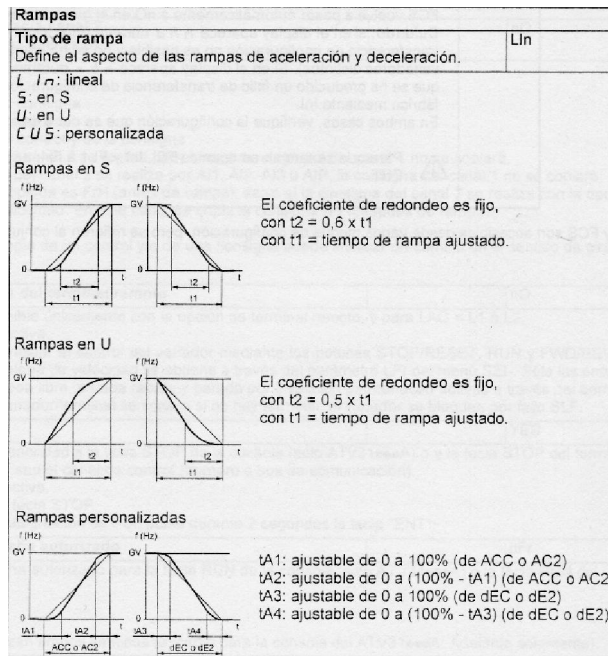 Rampas
Tipo de rampa
LIn
Define el aspecto de las rampas de aceleración y deceleración.
L In: lineal
S: en S
U: en U
CUS: personalizada
Rampas en S
f (Hz)
f (Hz)
GV
GV
0
0
t
t
t2
t2
t1
t1
El coeficiente de redondeo es fijo,
con t2 = 0,6 x t1
con t1 = tiempo de rampa ajustado.
Rampas en U
f (Hz)
f (Hz)
GV
GV
0
0
t
t
t2
t2
t1
t1
El coeficiente de redondeo es fijo,
con t2 = 0,5 x t1
con t1 = tiempo de rampa ajustado.
Rampas personalizadas
f (Hz)
f (Hz)
GV
GV
0
0
t
t
tA1
tA2
tA3
tA4
ACC o AC2
dEC o dE2
tA1: ajustable de 0 a 100% (de ACC o AC2)
tA2: ajustable de 0 a (100% - tA1) (de ACC o AC2
tA3: ajustable de 0 a 100% (de dEC o dE2)
tA4: ajustable de 0 a (100% - tA3) (de dEC o dE2)